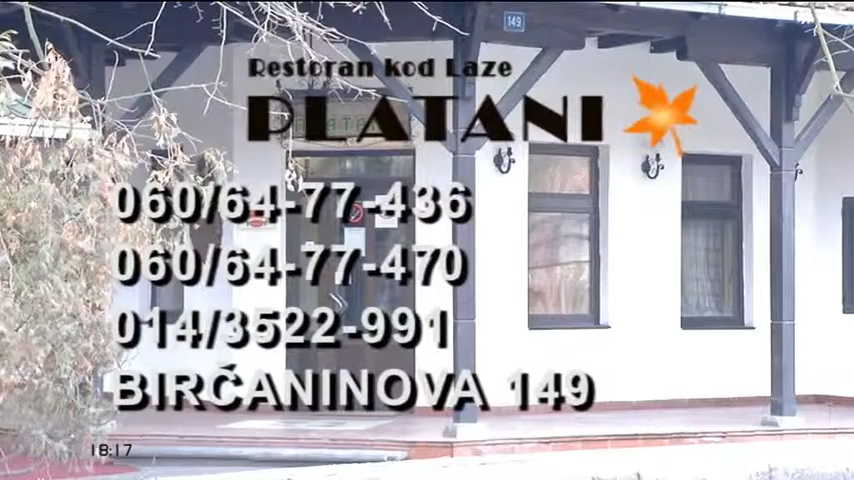 149
Restoran kod Laze
PLATANI
060/64-77-436
060/64-77-470
014/3522-991
BIRČANINOVA 149
18:17